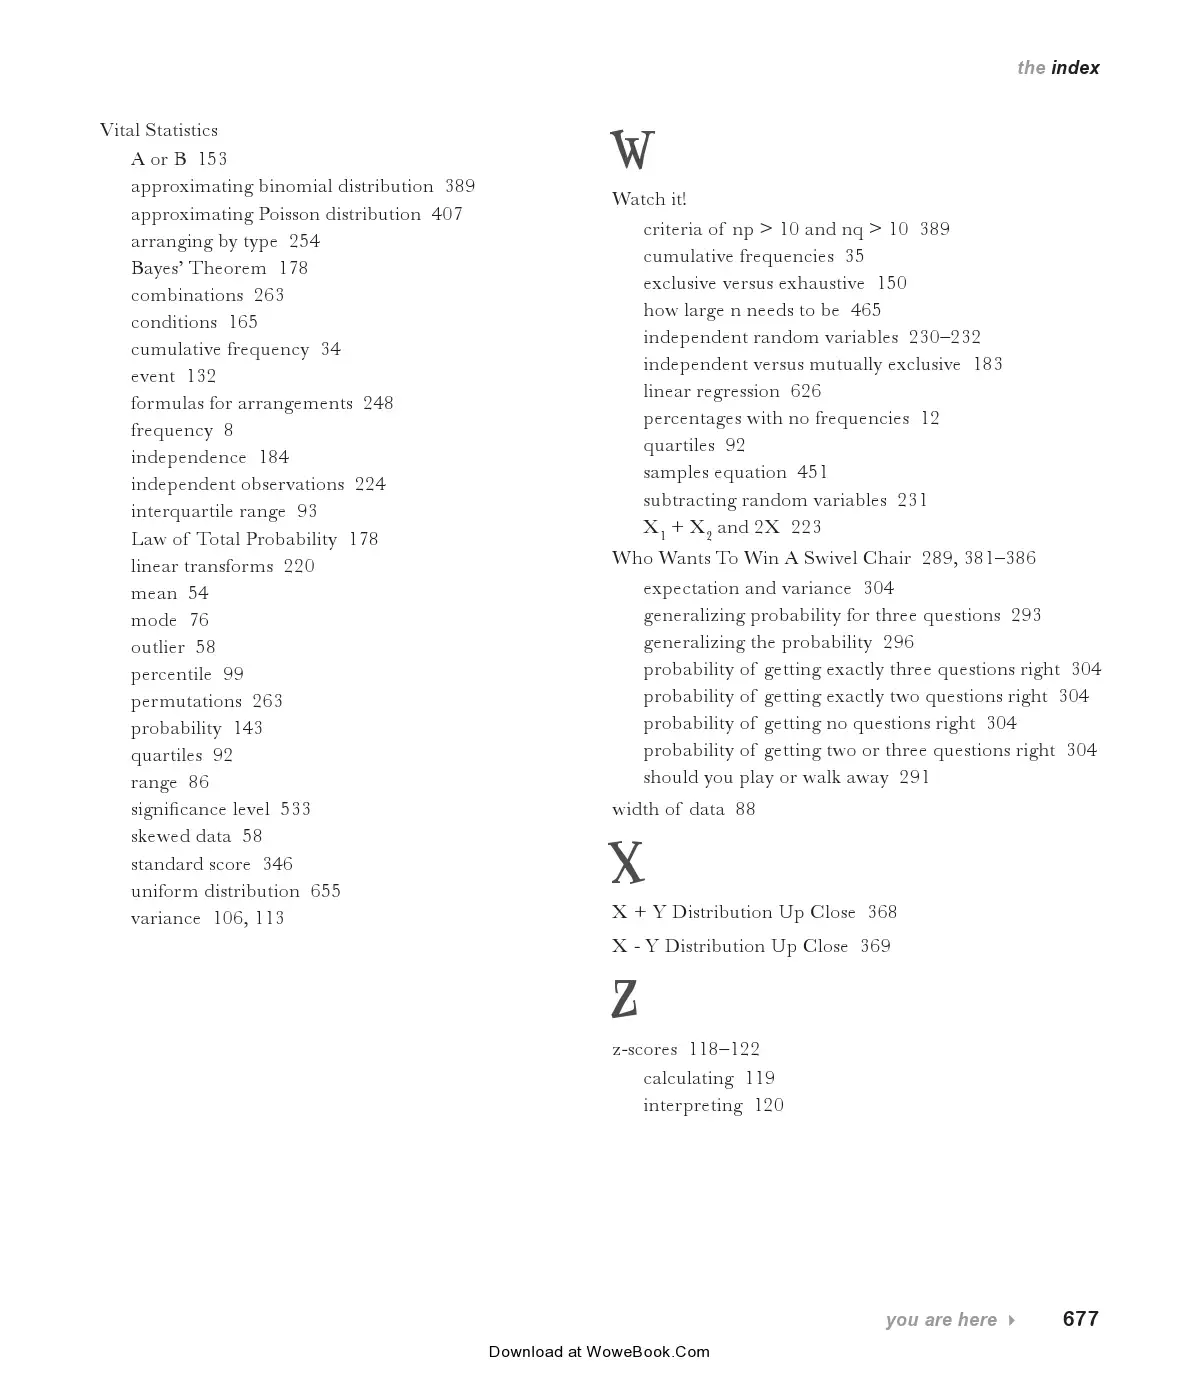 the index
Vital Statistics
A or B 153
approximating binomial distribution 389
approximating Poisson distribution 407
arranging by type 254
Bayes’ Theorem 178
combinations 263
conditions 165
cumulative frequency 34
event 132
formulas for arrangements 248
frequency 8
independence 184
independent observations 224
interquartile range 93
Law of Total Probability 178
linear transforms 220
mean 54
mode 76
outlier 58
percentile 99
permutations 263
probability 143
quartiles 92
range 86
significance level 533
skewed data 58
standard score 346
uniform distribution 655
variance 106, 113
W
Watch it!
criteria of np > 10 and nq > 10 389
cumulative frequencies 35
exclusive versus exhaustive 150
how large n needs to be 465
independent random variables 230–232
independent versus mutually exclusive 183
linear regression 626
percentages with no frequencies 12
quartiles 92
samples equation 451
subtracting random variables 231
X₁ + X₂ and 2X 223
Who Wants To Win A Swivel Chair 289, 381–386
expectation and variance 304
generalizing probability for three questions 293
generalizing the probability 296
probability of getting exactly three questions right 304
probability of getting exactly two questions right 304
probability of getting no questions right 304
probability of getting two or three questions right 304
should you play or walk away 291
width of data 88
X
X + Y Distribution Up Close 368
X - Y Distribution Up Close 369
Z
z-scores 118–122
calculating 119
interpreting 120
you are here 677
Download at WoweBook.Com